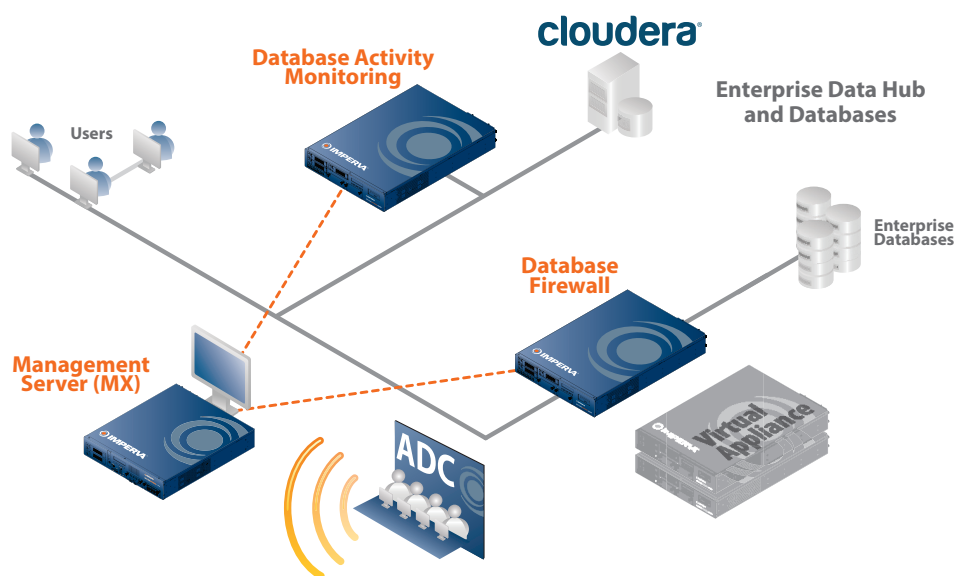 cloudera
Database Activity
Monitoring
Enterprise Data Hub
and Databases
Users
IMPERVA
Enterprise
Databases
Database
Firewall
IMPERVA
Management
Server (MX)
IMPERVA
ADC
Virtual
Appliance
IMPERVA